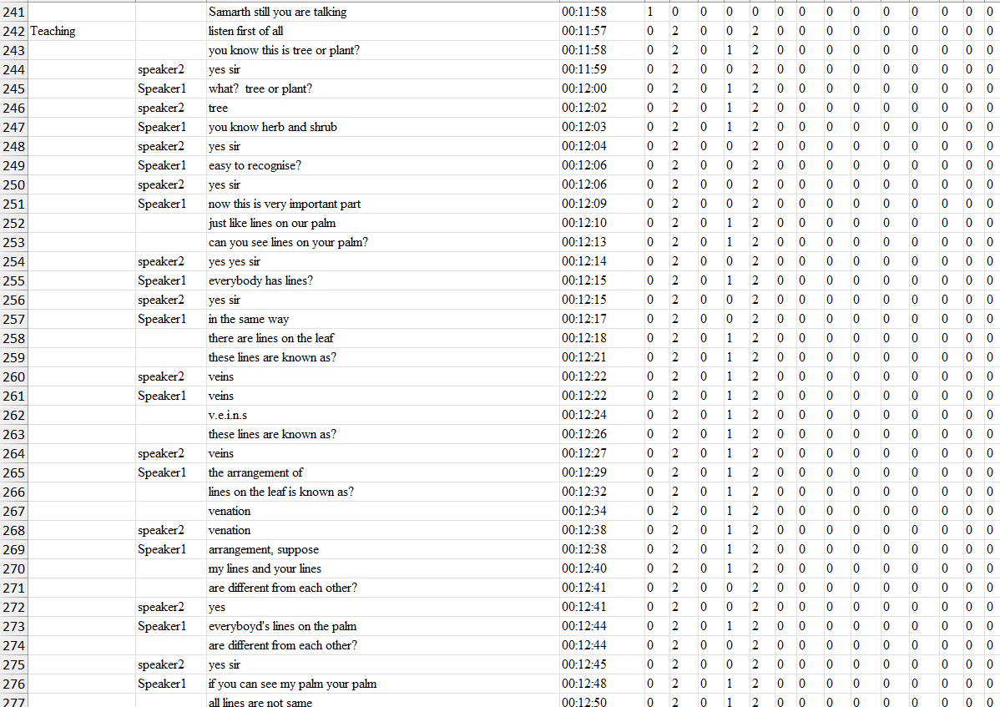 241 Samarth still you are talking 00:11:58 1 0 0 0 0 0 0 0 0 0 0 0 0
242 Teaching listen first of all 00:11:57 0 2 0 0 2 0 0 0 0 0 0 0 0
243 you know this is tree or plant? 00:11:58 0 2 0 1 2 0 0 0 0 0 0 0 0
244 speaker2 yes sir 00:11:59 0 2 0 0 2 0 0 0 0 0 0 0 0
245 Speaker1 what? tree or plant? 00:12:00 0 2 0 1 2 0 0 0 0 0 0 0 0
246 speaker2 tree 00:12:02 0 2 0 1 2 0 0 0 0 0 0 0 0
247 Speaker1 you know herb and shrub 00:12:03 0 2 0 1 2 0 0 0 0 0 0 0 0
248 speaker2 yes sir 00:12:04 0 2 0 0 2 0 0 0 0 0 0 0 0
249 Speaker1 easy to recognise? 00:12:06 0 2 0 0 2 0 0 0 0 0 0 0 0
250 speaker2 yes sir 00:12:06 0 2 0 0 2 0 0 0 0 0 0 0 0
251 Speaker1 now this is very important part 00:12:09 0 2 0 0 2 0 0 0 0 0 0 0 0
252 just like lines on our palm 00:12:10 0 2 0 1 2 0 0 0 0 0 0 0 0
253 can you see lines on your palm? 00:12:13 0 2 0 1 2 0 0 0 0 0 0 0 0
254 speaker2 yes yes sir 00:12:14 0 2 0 0 2 0 0 0 0 0 0 0 0
255 Speaker1 everybody has lines? 00:12:15 0 2 0 1 2 0 0 0 0 0 0 0 0
256 speaker2 yes sir 00:12:15 0 2 0 0 2 0 0 0 0 0 0 0 0
257 Speaker1 in the same way 00:12:17 0 2 0 0 2 0 0 0 0 0 0 0 0
258 there are lines on the leaf 00:12:18 0 2 0 1 2 0 0 0 0 0 0 0 0
259 these lines are known as? 00:12:21 0 2 0 1 2 0 0 0 0 0 0 0 0
260 speaker2 veins 00:12:22 0 2 0 1 2 0 0 0 0 0 0 0 0
261 Speaker1 veins 00:12:22 0 2 0 1 2 0 0 0 0 0 0 0 0
262 v.e.i.n.s 00:12:24 0 2 0 1 2 0 0 0 0 0 0 0 0
263 these lines are known as? 00:12:26 0 2 0 1 2 0 0 0 0 0 0 0 0
264 speaker2 veins 00:12:27 0 2 0 1 2 0 0 0 0 0 0 0 0
265 Speaker1 the arrangement of 00:12:29 0 2 0 1 2 0 0 0 0 0 0 0 0
266 lines on the leaf is known as? 00:12:32 0 2 0 1 2 0 0 0 0 0 0 0 0
267 venation 00:12:34 0 2 0 1 2 0 0 0 0 0 0 0 0
268 speaker2 venation 00:12:38 0 2 0 1 2 0 0 0 0 0 0 0 0
269 Speaker1 arrangement, suppose 00:12:38 0 2 0 1 2 0 0 0 0 0 0 0 0
270 my lines and your lines 00:12:40 0 2 0 1 2 0 0 0 0 0 0 0 0
271 are different from each other? 00:12:41 0 2 0 0 2 0 0 0 0 0 0 0 0
272 speaker2 yes 00:12:41 0 2 0 0 2 0 0 0 0 0 0 0 0
273 Speaker1 everyboyd's lines on the palm 00:12:44 0 2 0 1 2 0 0 0 0 0 0 0 0
274 are different from each other? 00:12:44 0 2 0 0 2 0 0 0 0 0 0 0 0
275 speaker2 yes sir 00:12:45 0 2 0 0 2 0 0 0 0 0 0 0 0
276 Speaker1 if you can see my palm your palm 00:12:48 0 2 0 1 2 0 0 0 0 0 0 0 0
277 all lines are not same 00:12:50 0 2 0 1 2 0 0 0 0 0 0 0 0